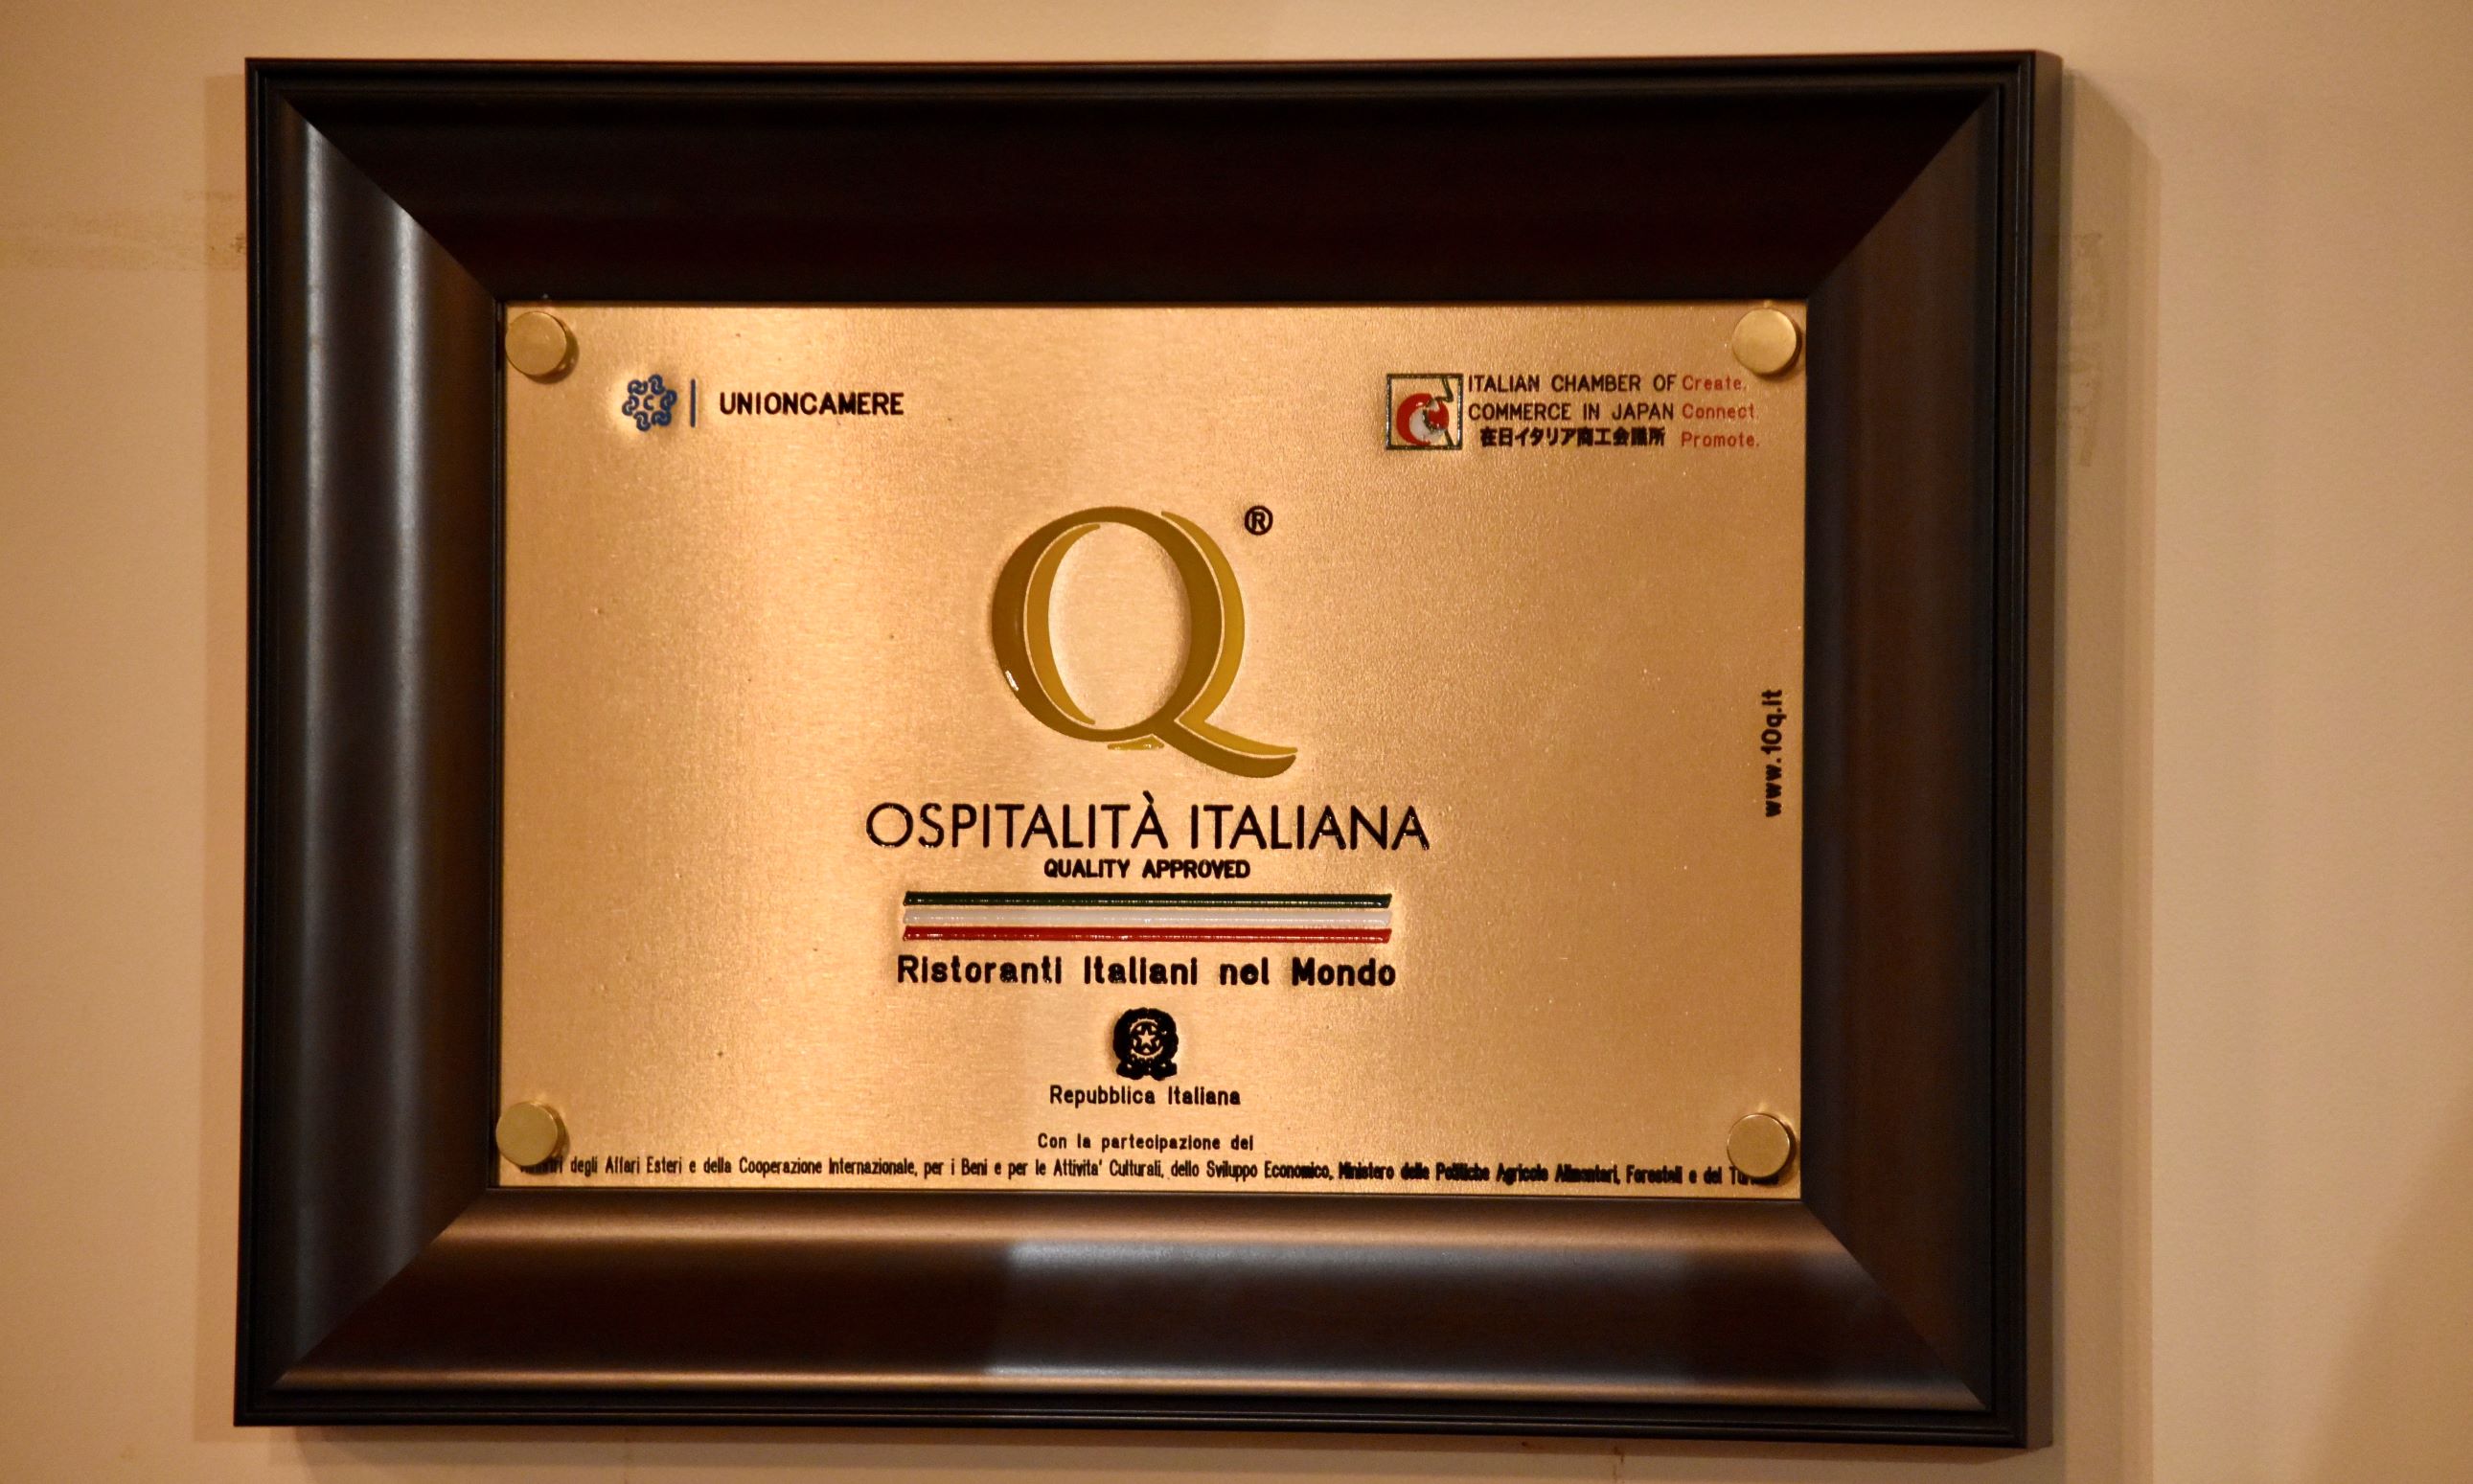 UNIONCAMERE
ITALIAN CHAMBER OF Create.
COMMERCE IN JAPAN Connect.
在日イタリア商工会議所 Promote.
Q®
OSPITALITÀ ITALIANA
QUALITY APPROVED
Ristoranti Italiani nel Mondo
www.10q.it
Repubblica Italiana
Con la partecipazione dei
degli Affari Esteri e della Cooperazione Internazionale, per i Beni e per le Attivita' Culturali, dello Sviluppo Economico, Ministero delle Politiche Agricole Alimentari, Forestali e del